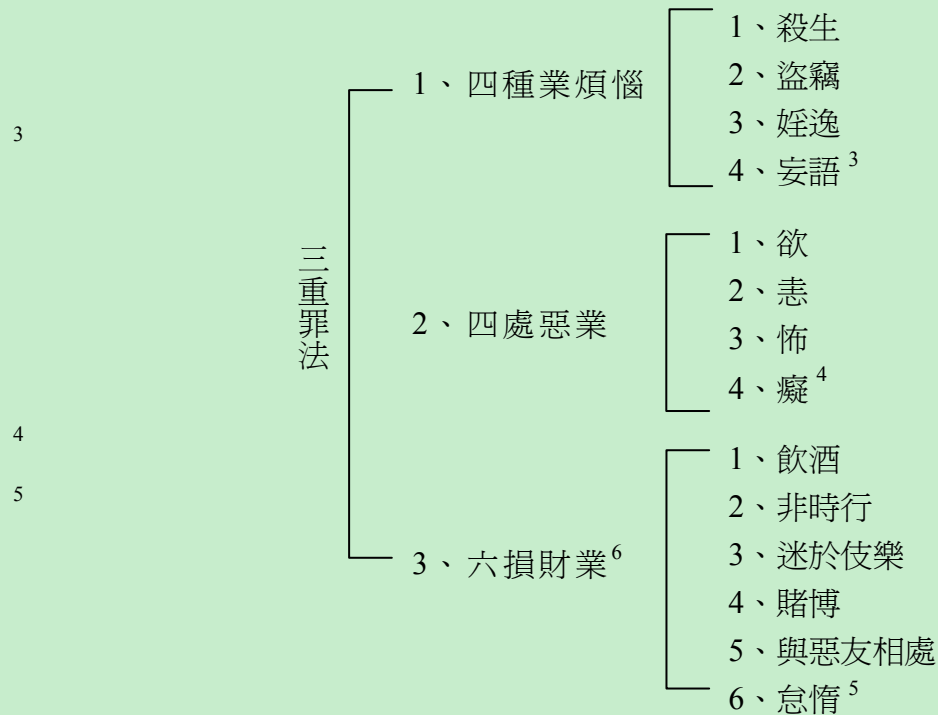 三重罪法
1、四種業煩惱
1、殺生
2、盜竊
3、婬逸
4、妄語3
2、四處惡業
1、欲
2、恚
3、怖
4、癡4
3、六損財業6
1、飲酒
2、非時行
3、迷於伎樂
4、賭博
5、與惡友相處
6、怠惰5
3
4
5